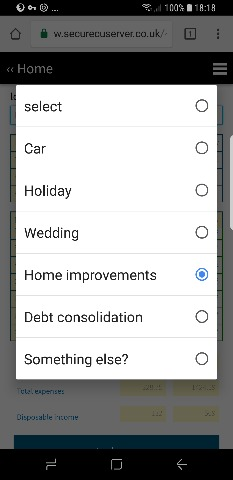 100% 18:18
w.securecuserver.co.uk/
1
‹‹ Home
select
Car
Holiday
Wedding
Home improvements
Debt consolidation
Something else?
Total expenses
Disposable income